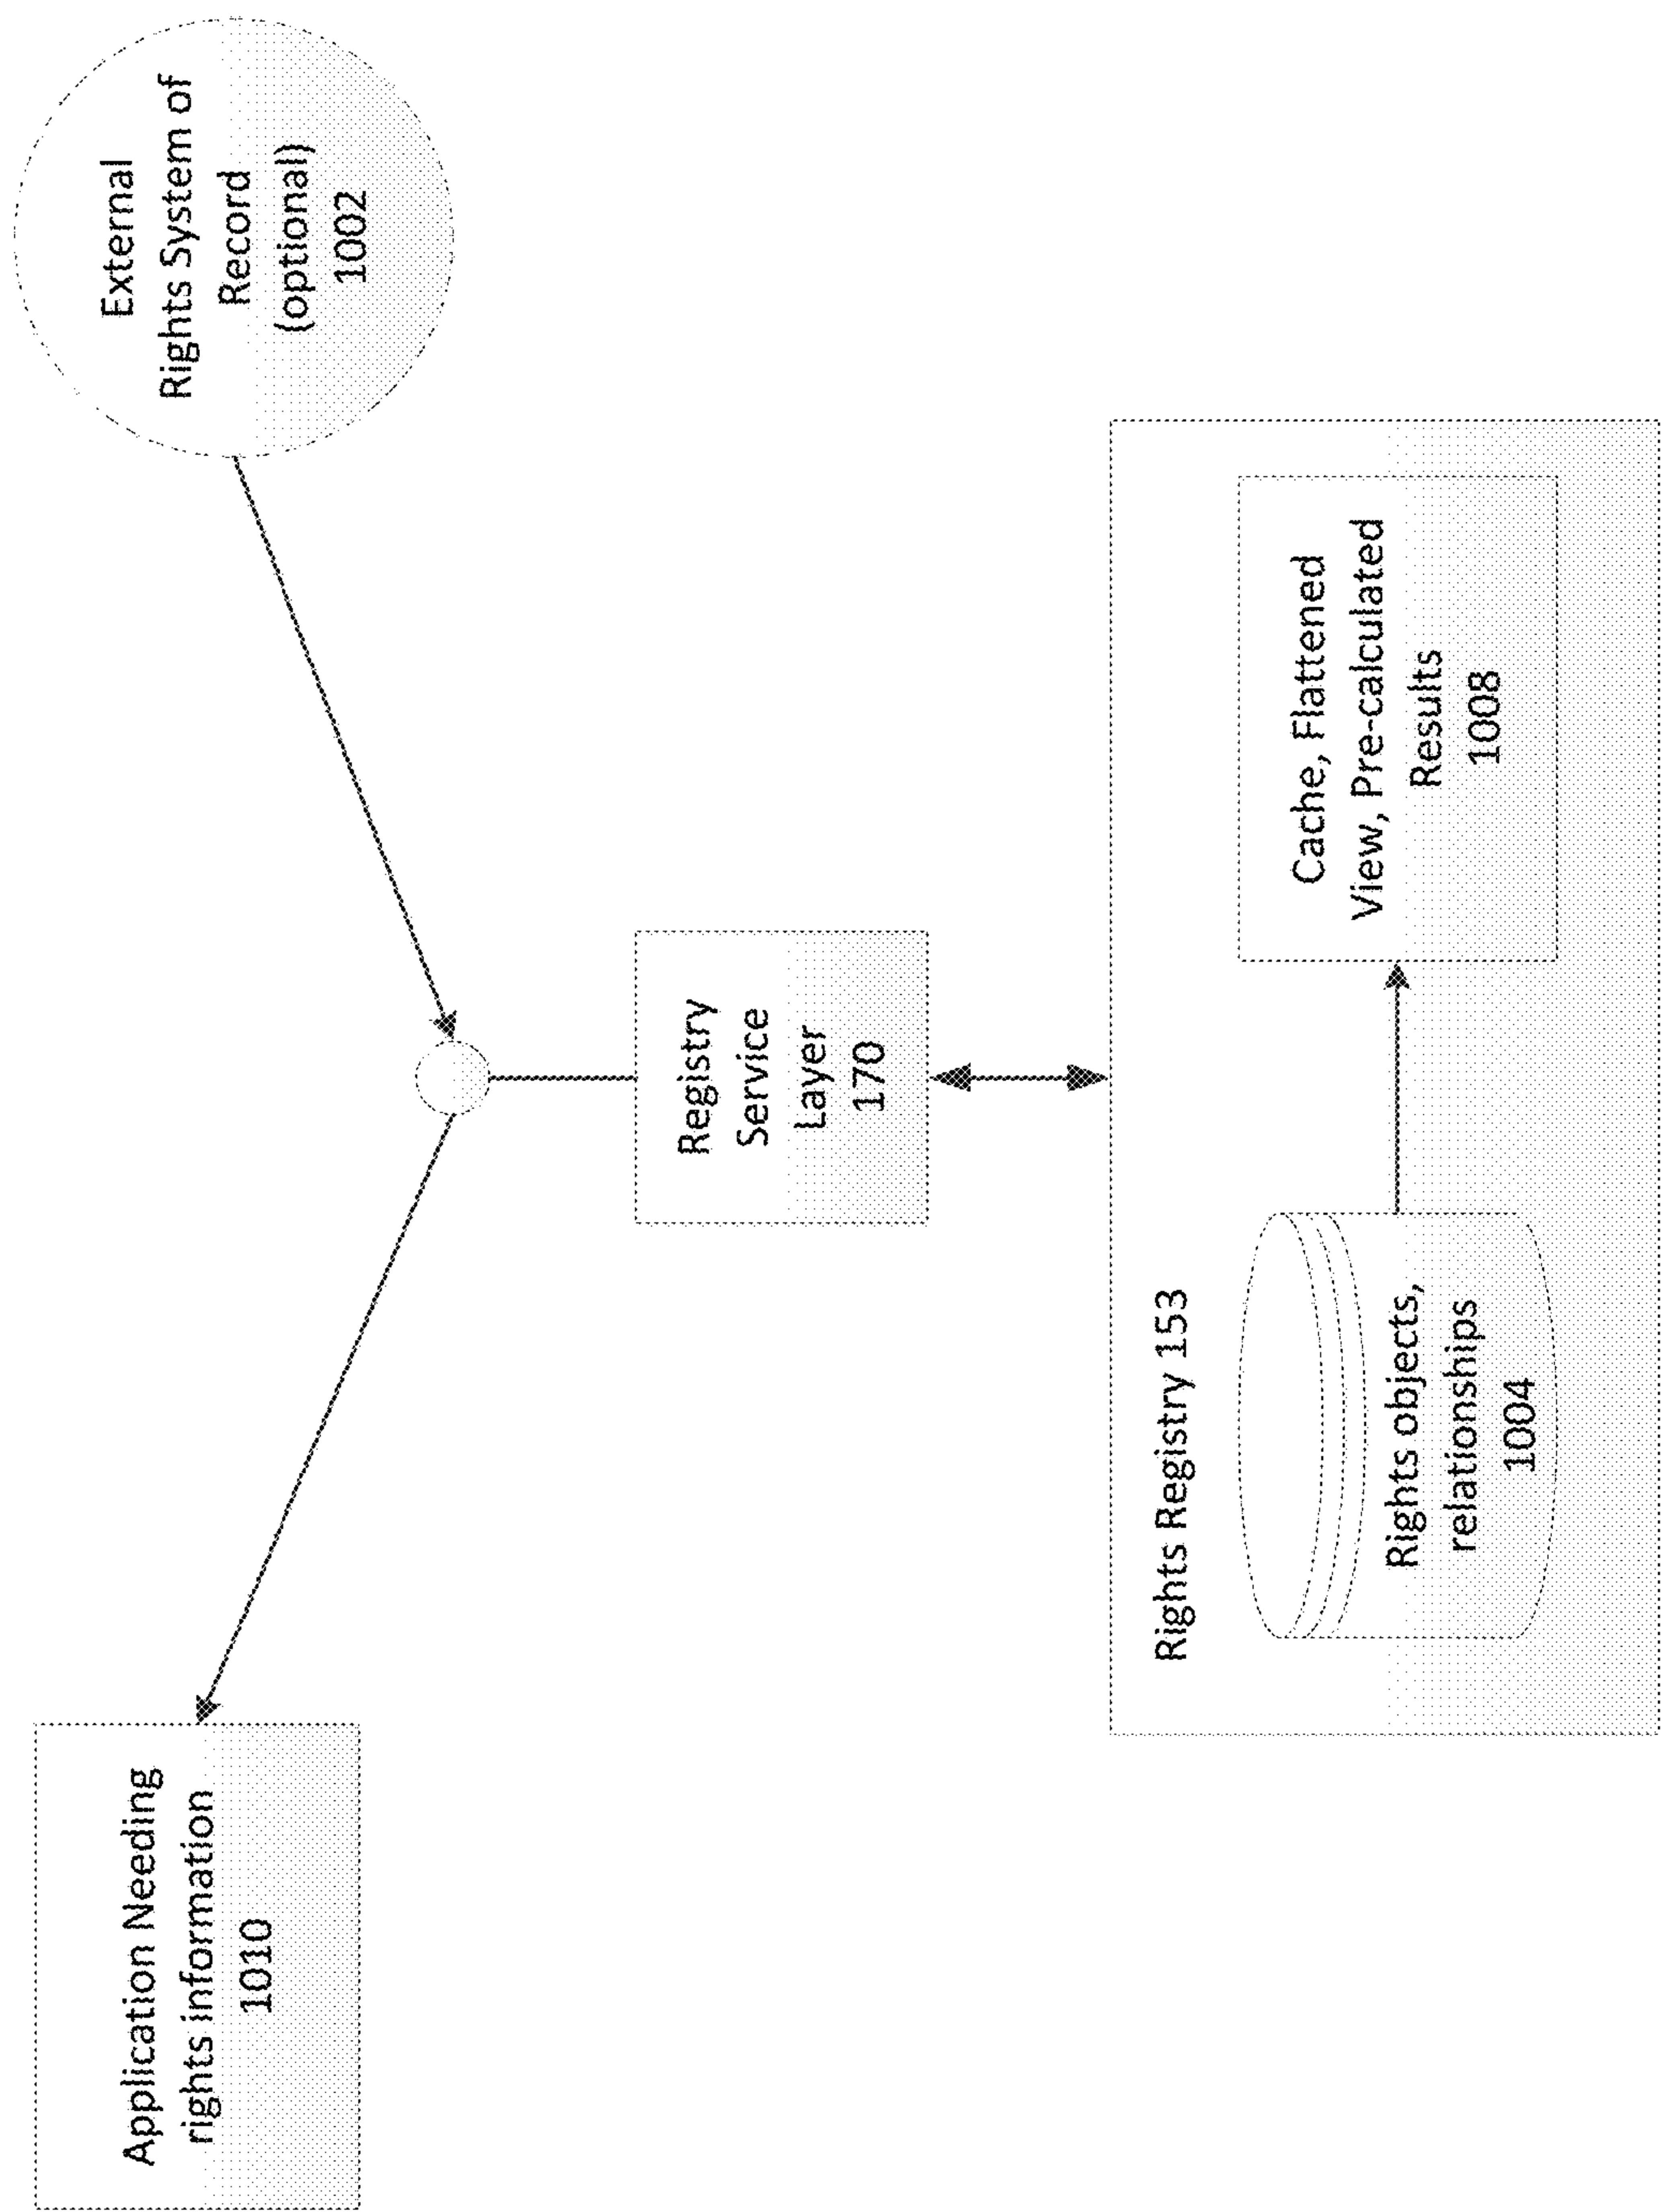 Application Needing
rights information
1010
External
Rights System of
Record
(optional)
1002
Registry
Service
Layer
170
Rights Registry 153
Rights objects,
relationships
1004
Cache, Flattened
View, Pre-calculated
Results
1008